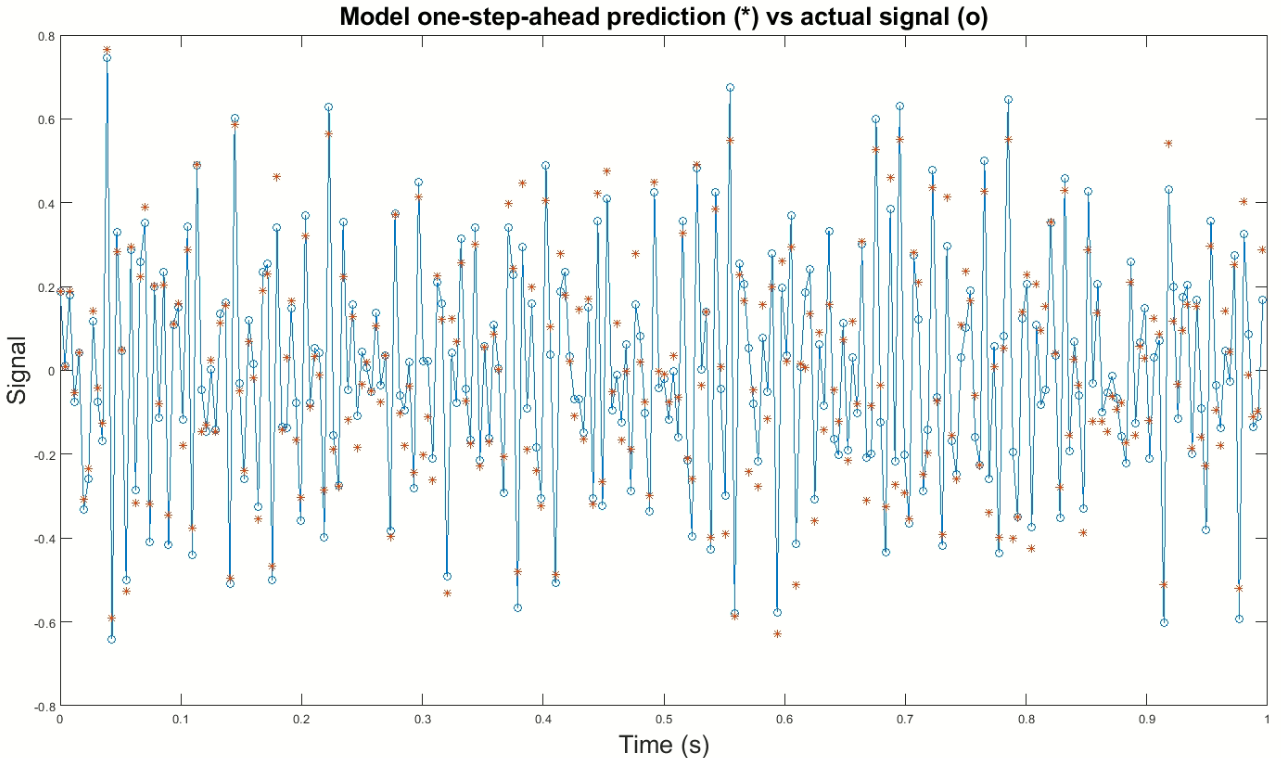 Model one-step-ahead prediction (*) vs actual signal (o)
0.8
0.6
0.4
0.2
0
-0.2
-0.4
-0.6
-0.8
Signal
0 0.1 0.2 0.3 0.4 0.5 0.6 0.7 0.8 0.9 1
Time (s)